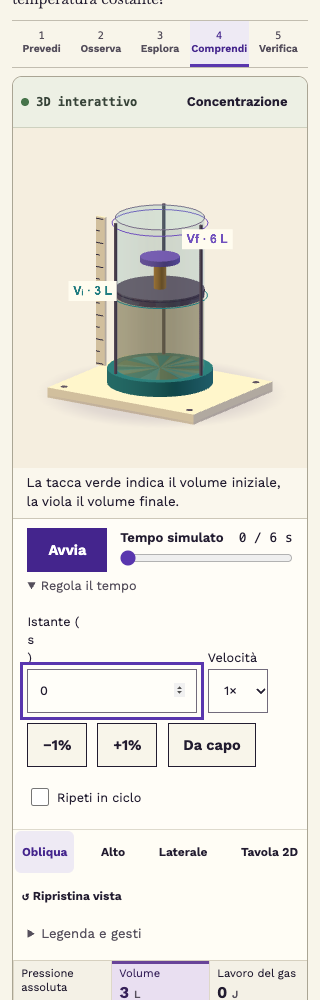 temperatura costante?
1 2 3 4 5
Prevedi Osserva Esplora Comprendi Verifica
3D interattivo Concentrazione
Vf · 6 L
Vᵢ · 3 L
La tacca verde indica il volume iniziale,
la viola il volume finale.
Avvia Tempo simulato 0 / 6 s
▼ Regola il tempo
Istante (
s
) Velocità
0 1×
−1% +1% Da capo
Ripeti in ciclo
Obliqua Alto Laterale Tavola 2D
↺ Ripristina vista
▶ Legenda e gesti
Pressione Volume Lavoro del gas
assoluta 3 L 0 J